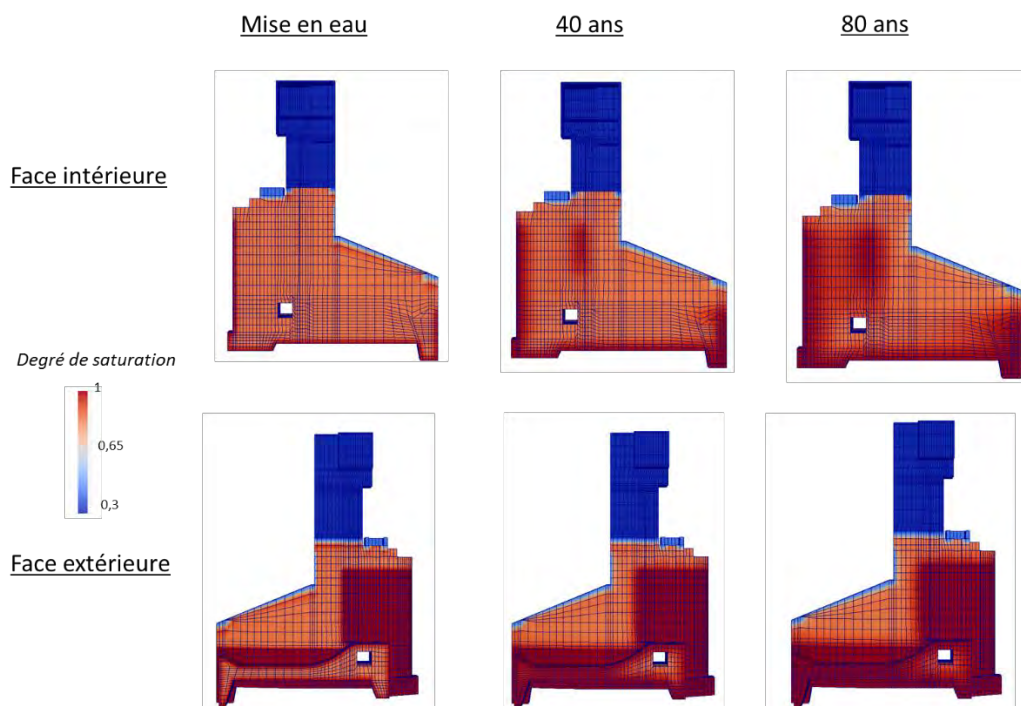 Mise en eau
40 ans
80 ans
Face intérieure
Degré de saturation
1
0,65
0,3
Face extérieure